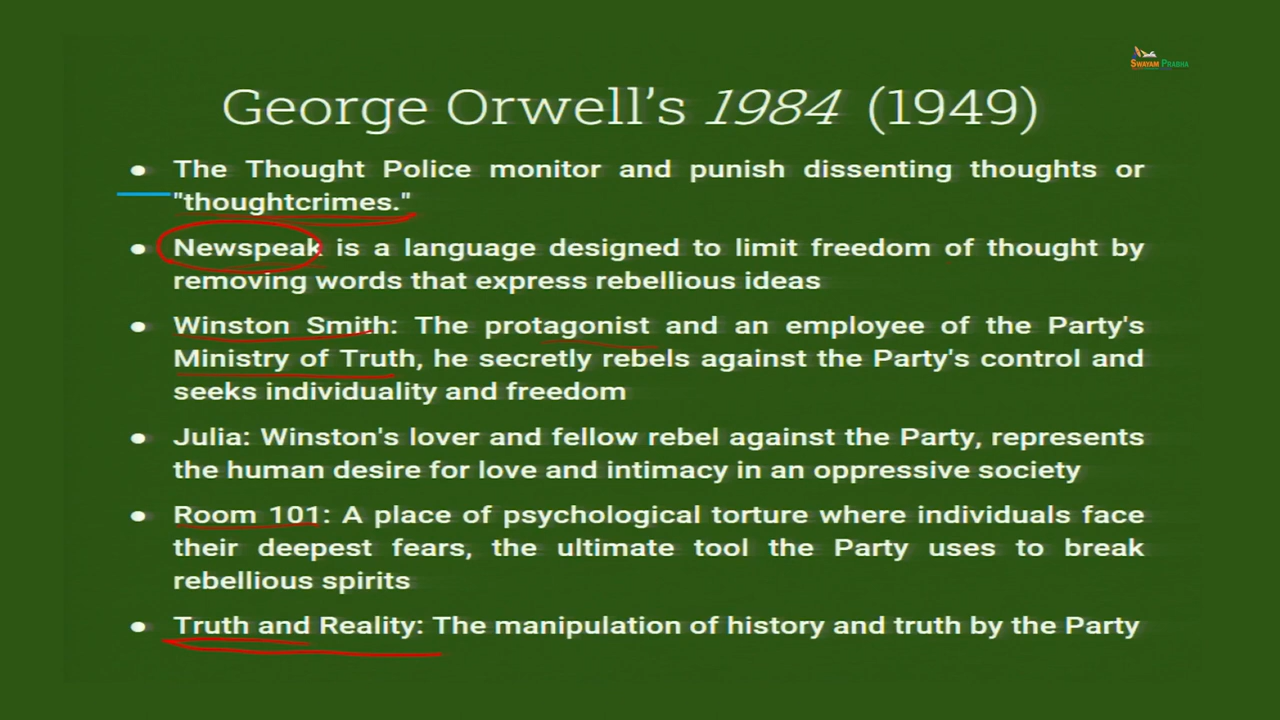 SWAYAM PRABHA
George Orwell's 1984 (1949)
● The Thought Police monitor and punish dissenting thoughts or
"thoughtcrimes."
● Newspeak is a language designed to limit freedom of thought by
removing words that express rebellious ideas
● Winston Smith: The protagonist and an employee of the Party's
Ministry of Truth, he secretly rebels against the Party's control and
seeks individuality and freedom
● Julia: Winston's lover and fellow rebel against the Party, represents
the human desire for love and intimacy in an oppressive society
● Room 101: A place of psychological torture where individuals face
their deepest fears, the ultimate tool the Party uses to break
rebellious spirits
● Truth and Reality: The manipulation of history and truth by the Party